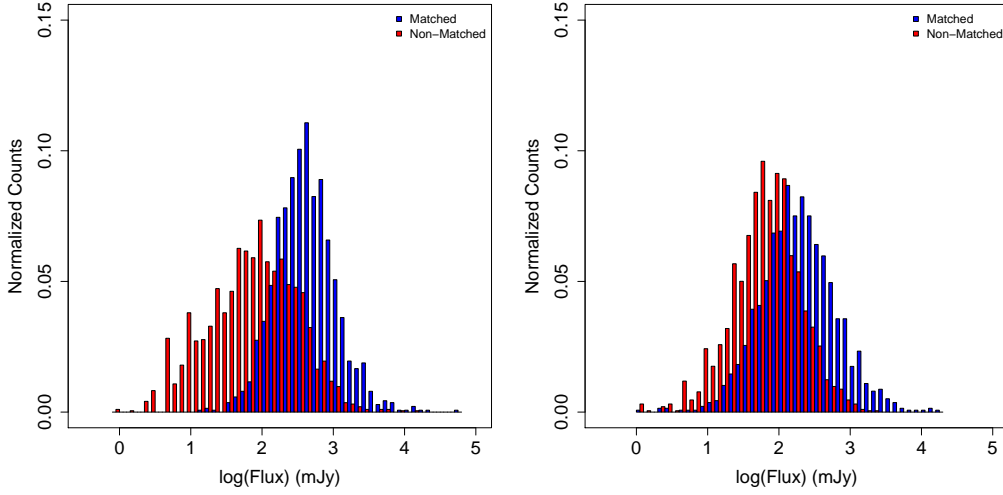 0.15
0.10
0.05
0.00
Normalized Counts
Matched
Non−Matched
0 1 2 3 4 5
log(Flux) (mJy)
0.15
0.10
0.05
0.00
Normalized Counts
Matched
Non−Matched
0 1 2 3 4 5
log(Flux) (mJy)